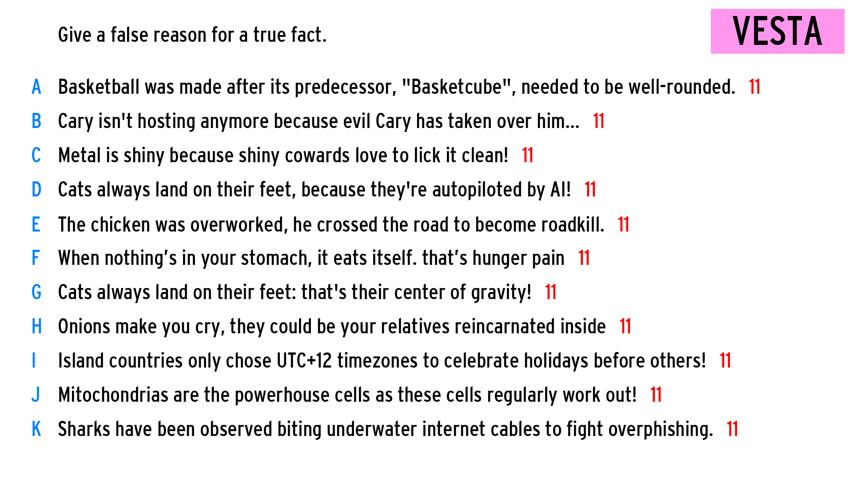 Give a false reason for a true fact.
VESTA
A Basketball was made after its predecessor, "Basketcube", needed to be well-rounded. 11
B Cary isn't hosting anymore because evil Cary has taken over him... 11
C Metal is shiny because shiny cowards love to lick it clean! 11
D Cats always land on their feet, because they're autopiloted by AI! 11
E The chicken was overworked, he crossed the road to become roadkill. 11
F When nothing’s in your stomach, it eats itself. that’s hunger pain 11
G Cats always land on their feet: that's their center of gravity! 11
H Onions make you cry, they could be your relatives reincarnated inside 11
I Island countries only chose UTC+12 timezones to celebrate holidays before others! 11
J Mitochondrias are the powerhouse cells as these cells regularly work out! 11
K Sharks have been observed biting underwater internet cables to fight overphishing. 11